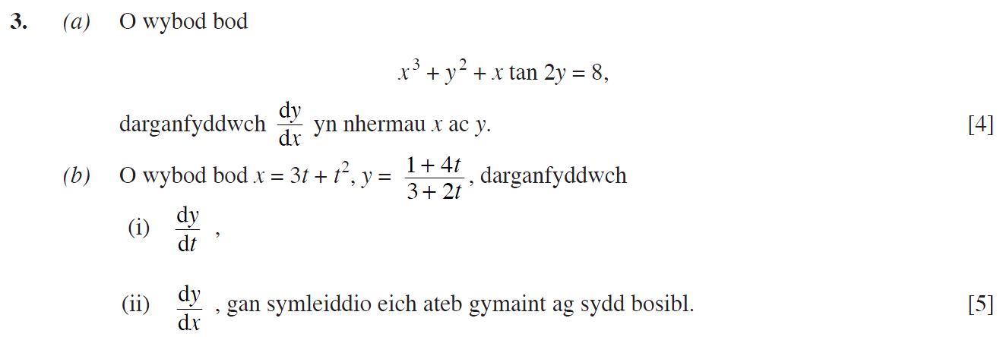 3. (a) O wybod bod
x³ + y² + x tan 2y = 8,
darganfyddwch dy/dx yn nhermau x ac y. [4]
(b) O wybod bod x = 3t + t², y = (1 + 4t)/(3 + 2t), darganfyddwch
(i) dy/dt ,
(ii) dy/dx , gan symleiddio eich ateb gymaint ag sydd bosibl. [5]